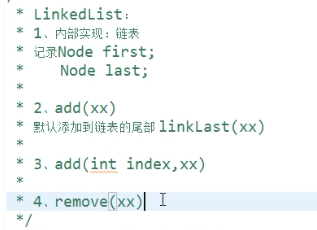 * LinkedList：
* 1、内部实现：链表
* 记录Node first;
*    Node last;
*
* 2、add(xx)
* 默认添加到链表的尾部 linkLast(xx)
*
* 3、add(int index,xx)
*
* 4、remove(xx)
*/